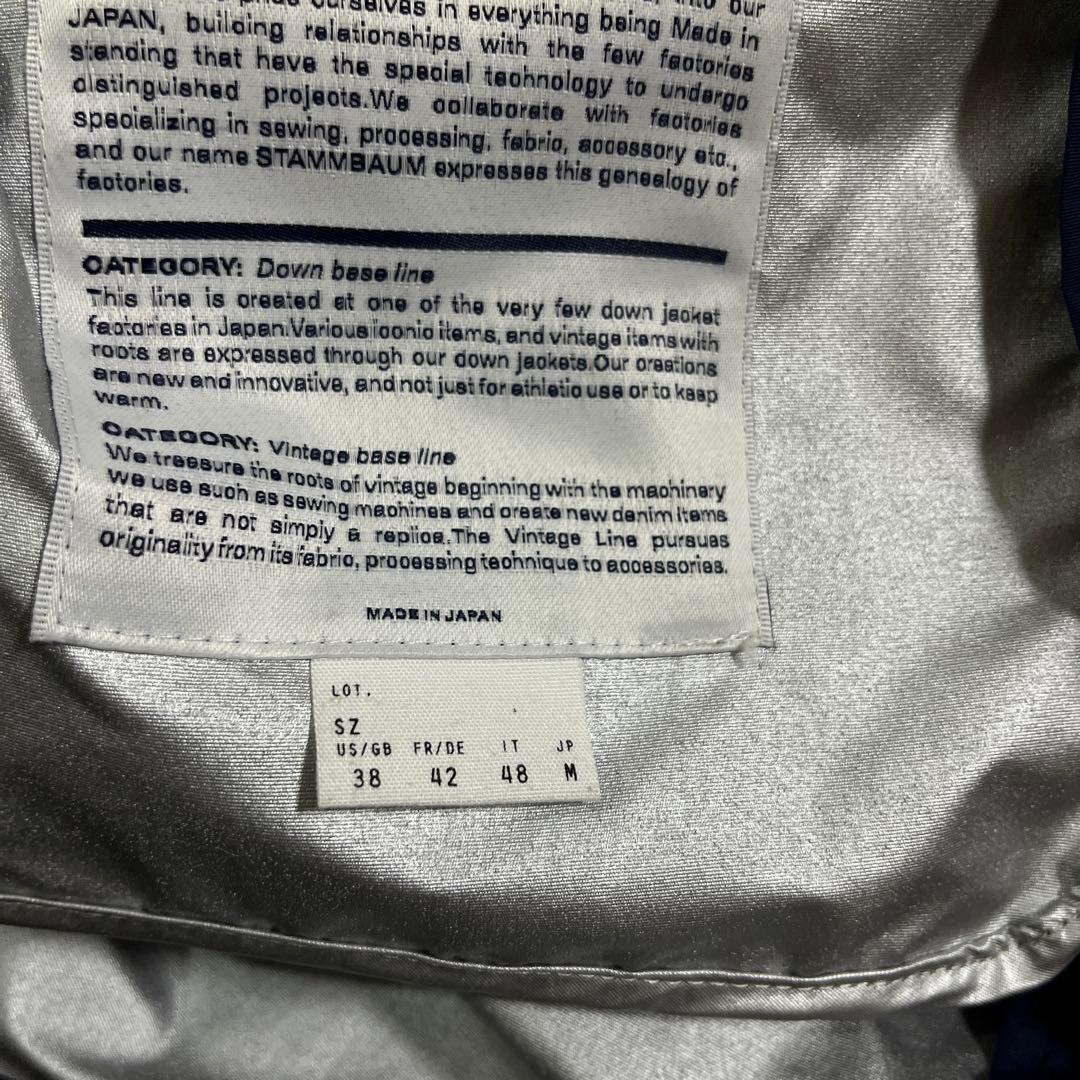 our
ourselves in everything being Made in
JAPAN, building relationships with the few factories
standing that have the special technology to undergo
distinguished projects.We collaborate with factories
specializing in sewing, processing, fabric, accessory etc.,
and our name STAMMBAUM expresses this genealogy of
factories.
CATEGORY: Down base line
This line is created at one of the very few down jacket
factories in Japan.Various iconic items, and vintage items with
roots are expressed through our down jackets.Our creations
are new and innovative, and not just for athletic use or to keep
warm.
CATEGORY: Vintage base line
We treasure the roots of vintage beginning with the machinery
we use such as sewing machines and create new denim items
that are not simply a replica.The Vintage Line pursues
originality from its fabric, processing technique to accessories.
MADE IN JAPAN
LOT.
SZ
US/GB FR/DE IT JP
38 42 48 M